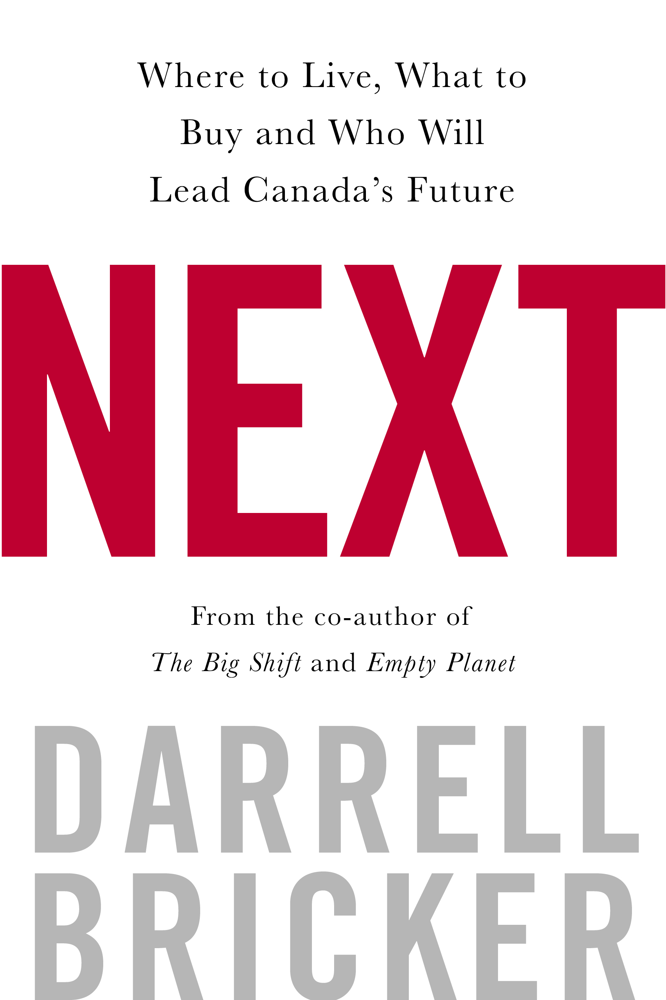 Where to Live, What to
Buy and Who Will
Lead Canada’s Future
NEXT
From the co-author of
The Big Shift and Empty Planet
DARRELL
BRICKER